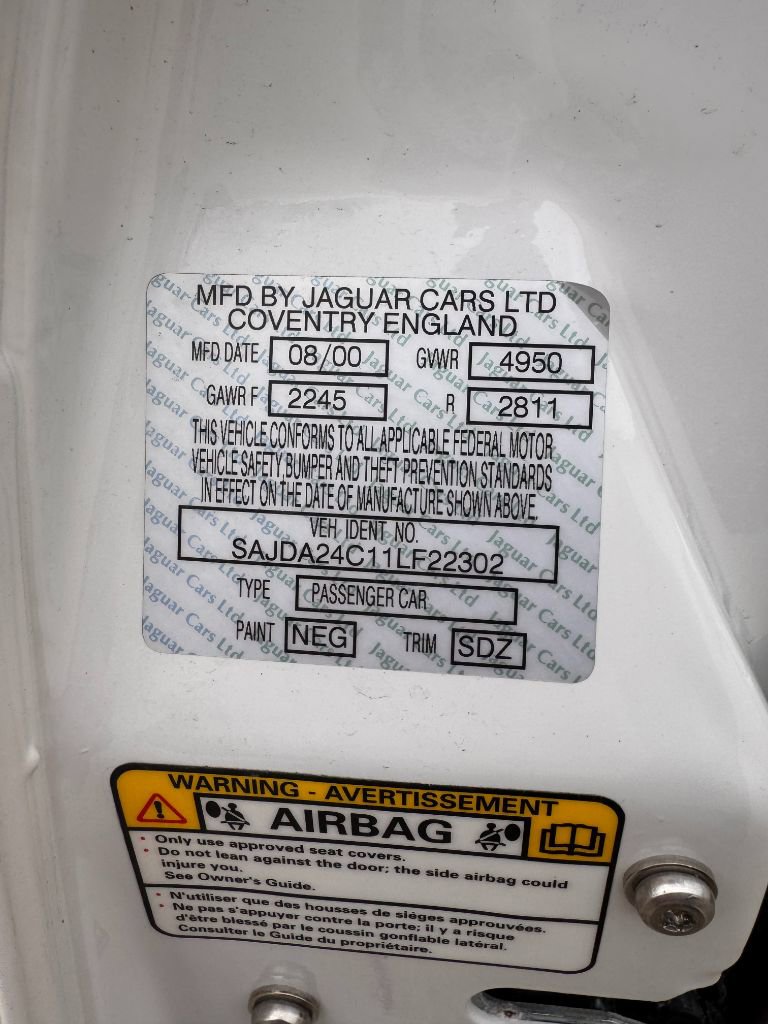 MFD BY JAGUAR CARS LTD
COVENTRY ENGLAND
MFD DATE 08/00 GVWR 4950
GAWR F 2245 R 2811
THIS VEHICLE CONFORMS TO ALL APPLICABLE FEDERAL MOTOR
VEHICLE SAFETY,BUMPER AND THEFT PREVENTION STANDARDS
IN EFFECT ON THE DATE OF MANUFACTURE SHOWN ABOVE.
VEH. IDENT. NO.
SAJDA24C11LF22302
TYPE PASSENGER CAR
PAINT NEG TRIM SDZ
WARNING - AVERTISSEMENT
AIRBAG
• Only use approved seat covers.
• Do not lean against the door; the side airbag could
injure you.
See Owner's Guide.
• N'utiliser que des housses de sièges approuvées.
• Ne pas s'appuyer contre la porte; il y a risque
d'être blessé par le coussin gonflable latéral.
Consulter le Guide du propriétaire.